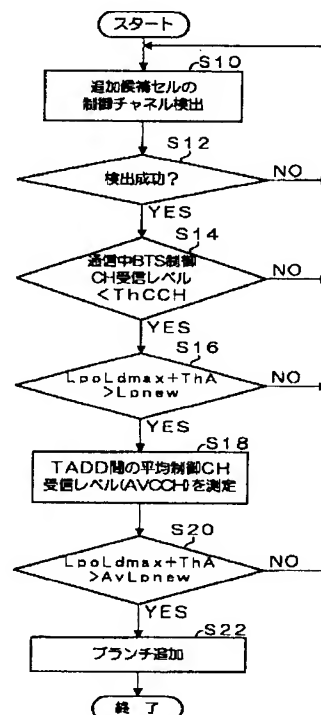 スタート
S10
追加候補セルの
制御チャネル検出
S12
検出成功?
NO
YES
S14
通信中BTS制御
CH受信レベル
<ThCCH
NO
YES
S16
LpoLdmax+ThA
>Lpnew
NO
YES
S18
TADD間の平均制御CH
受信レベル(AVCCH)を測定
S20
LpoLdmax+ThA
>AvLpnew
NO
YES
S22
ブランチ追加
終了